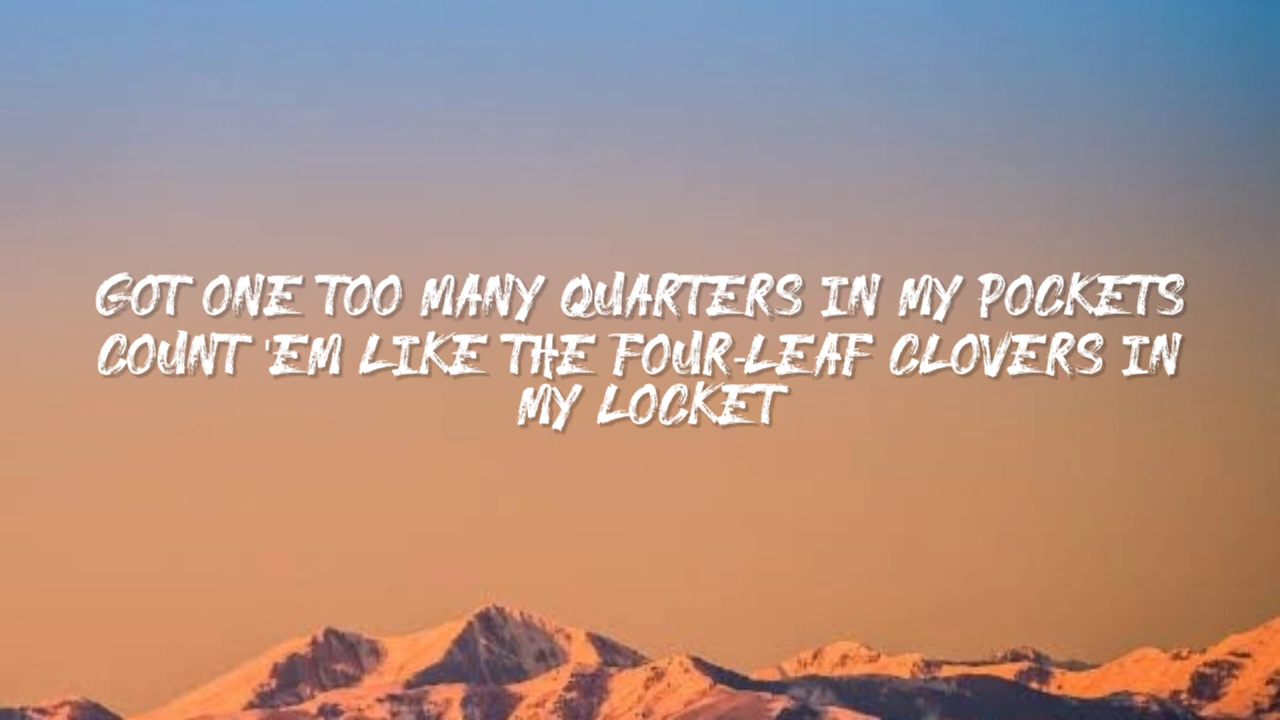 GOT ONE TOO MANY QUARTERS IN MY POCKETS
COUNT 'EM LIKE THE FOUR-LEAF CLOVERS IN
MY LOCKET